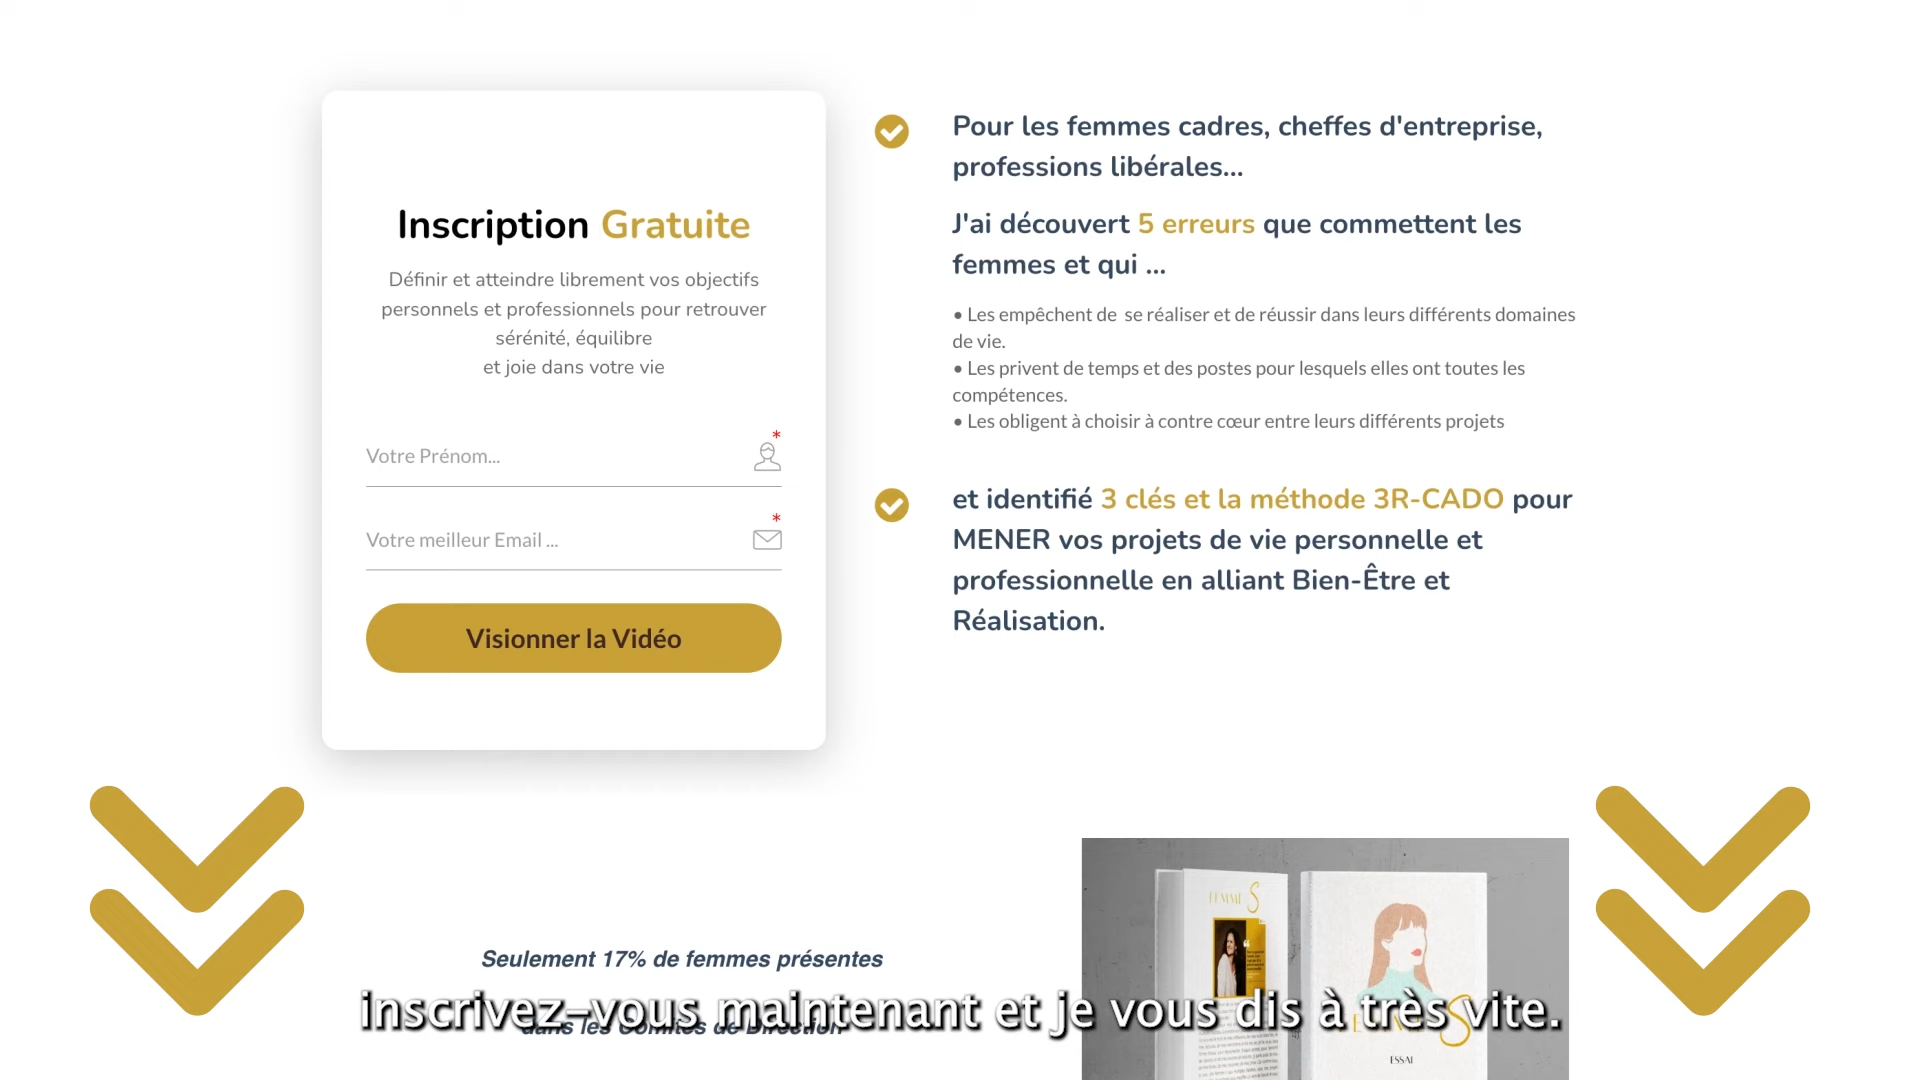 Inscription Gratuite
Définir et atteindre librement vos objectifs
personnels et professionnels pour retrouver
sérénité, équilibre
et joie dans votre vie
*
Votre Prénom...
*
Votre meilleur Email ...
Visionner la Vidéo
Pour les femmes cadres, cheffes d'entreprise,
professions libérales...
J'ai découvert 5 erreurs que commettent les
femmes et qui ...
• Les empêchent de  se réaliser et de réussir dans leurs différents domaines
de vie.
• Les privent de temps et des postes pour lesquels elles ont toutes les
compétences.
• Les obligent à choisir à contre cœur entre leurs différents projets
et identifié 3 clés et la méthode 3R-CADO pour
MENER vos projets de vie personnelle et
professionnelle en alliant Bien-Être et
Réalisation.
Seulement 17% de femmes présentes
dans les Comités de Direction
inscrivez-vous maintenant et je vous dis à très vite.
FEMME S
ESSAI